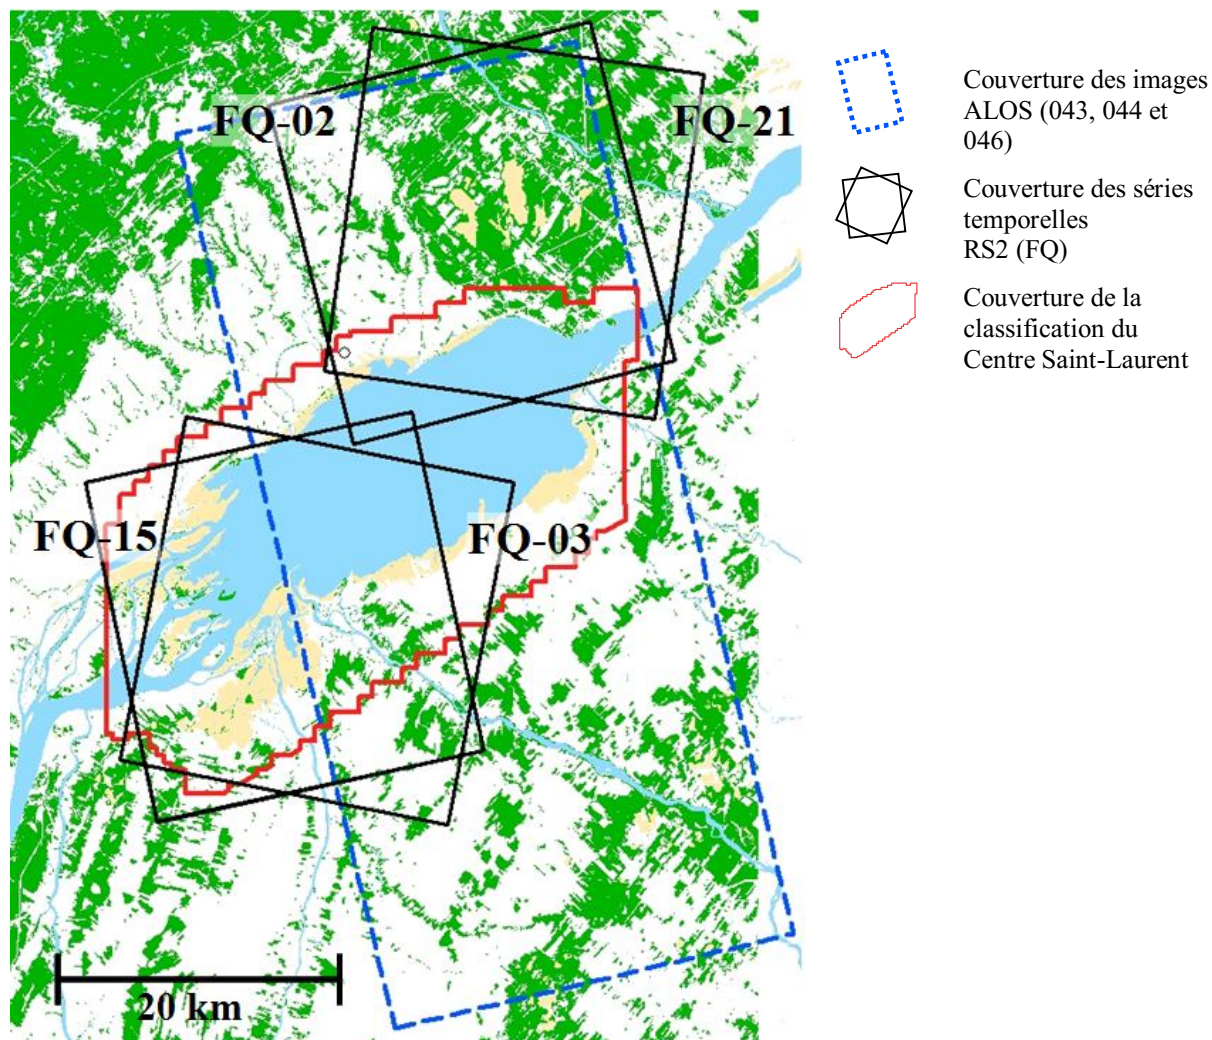 FQ-02
FQ-21
FQ-15
FQ-03
20 km
Couverture des images
ALOS (043, 044 et
046)
Couverture des séries
temporelles
RS2 (FQ)
Couverture de la
classification du
Centre Saint-Laurent